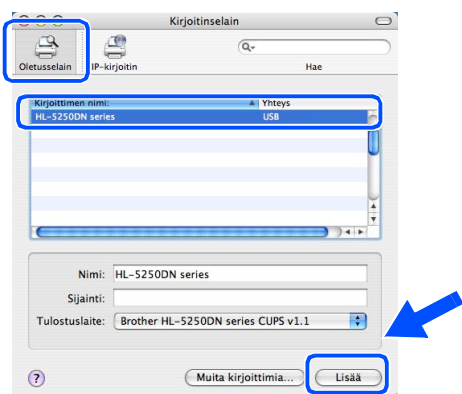 Kirjoitinselain
Oletusselain IP-kirjoitin Hae
Kirjoittimen nimi: Yhteys
HL-5250DN series USB
Nimi: HL-5250DN series
Sijainti:
Tulostuslaite: Brother HL-5250DN series CUPS v1.1
? Muita kirjoittimia... Lisää